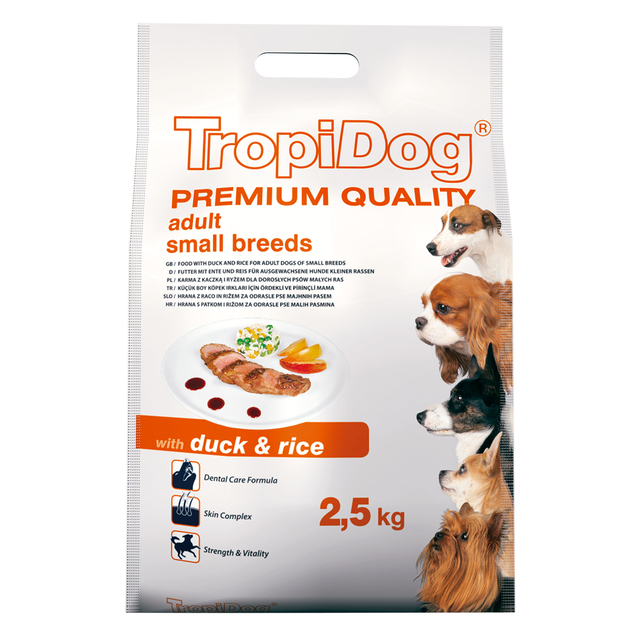 TropiDog®
PREMIUM QUALITY
adult
small breeds
GB / FOOD WITH DUCK AND RICE FOR ADULT DOGS OF SMALL BREEDS
D / FUTTER MIT ENTE UND REIS FÜR AUSGEWACHSENE HUNDE KLEINER RASSEN
PL / KARMA Z KACZKĄ I RYŻEM DLA DOROSŁYCH PSÓW MAŁYCH RAS
TR / KÜÇÜK BOY KÖPEK IRKLARI İÇİN ÖRDEKLİ VE PİRİNÇLİ MAMA
SLO / HRANA Z RACO IN RIŽEM ZA ODRASLE PSE MAJHNIH PASEM
HR / HRANA S PATKOM I RIŽOM ZA ODRASLE PSE MALIH PASMINA
with duck & rice
Dental Care Formula
Skin Complex
2,5 kg
Strength & Vitality
TropiDog